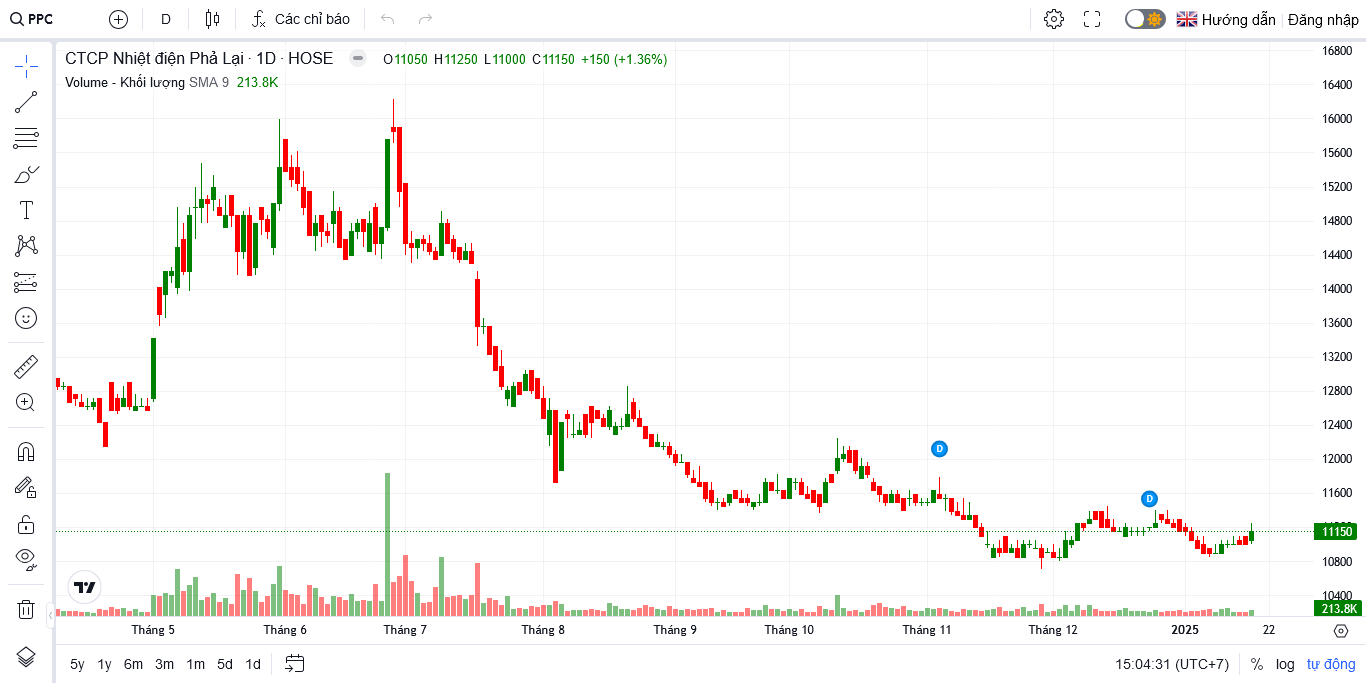 PPC D Các chỉ báo Hướng dẫn Đăng nhập
CTCP Nhiệt điện Phả Lại · 1D · HOSE O11050 H11250 L11000 C11150 +150 (+1.36%)
Volume - Khối lượng SMA 9 213.8K
16800
16400
16000
15600
15200
14800
14400
14000
13600
13200
12800
12400
12000
11600
11150
10800
10400
213.8K
D
D
Tháng 5 Tháng 6 Tháng 7 Tháng 8 Tháng 9 Tháng 10 Tháng 11 Tháng 12 2025 22
5y 1y 6m 3m 1m 5d 1d 15:04:31 (UTC+7) % log tự động